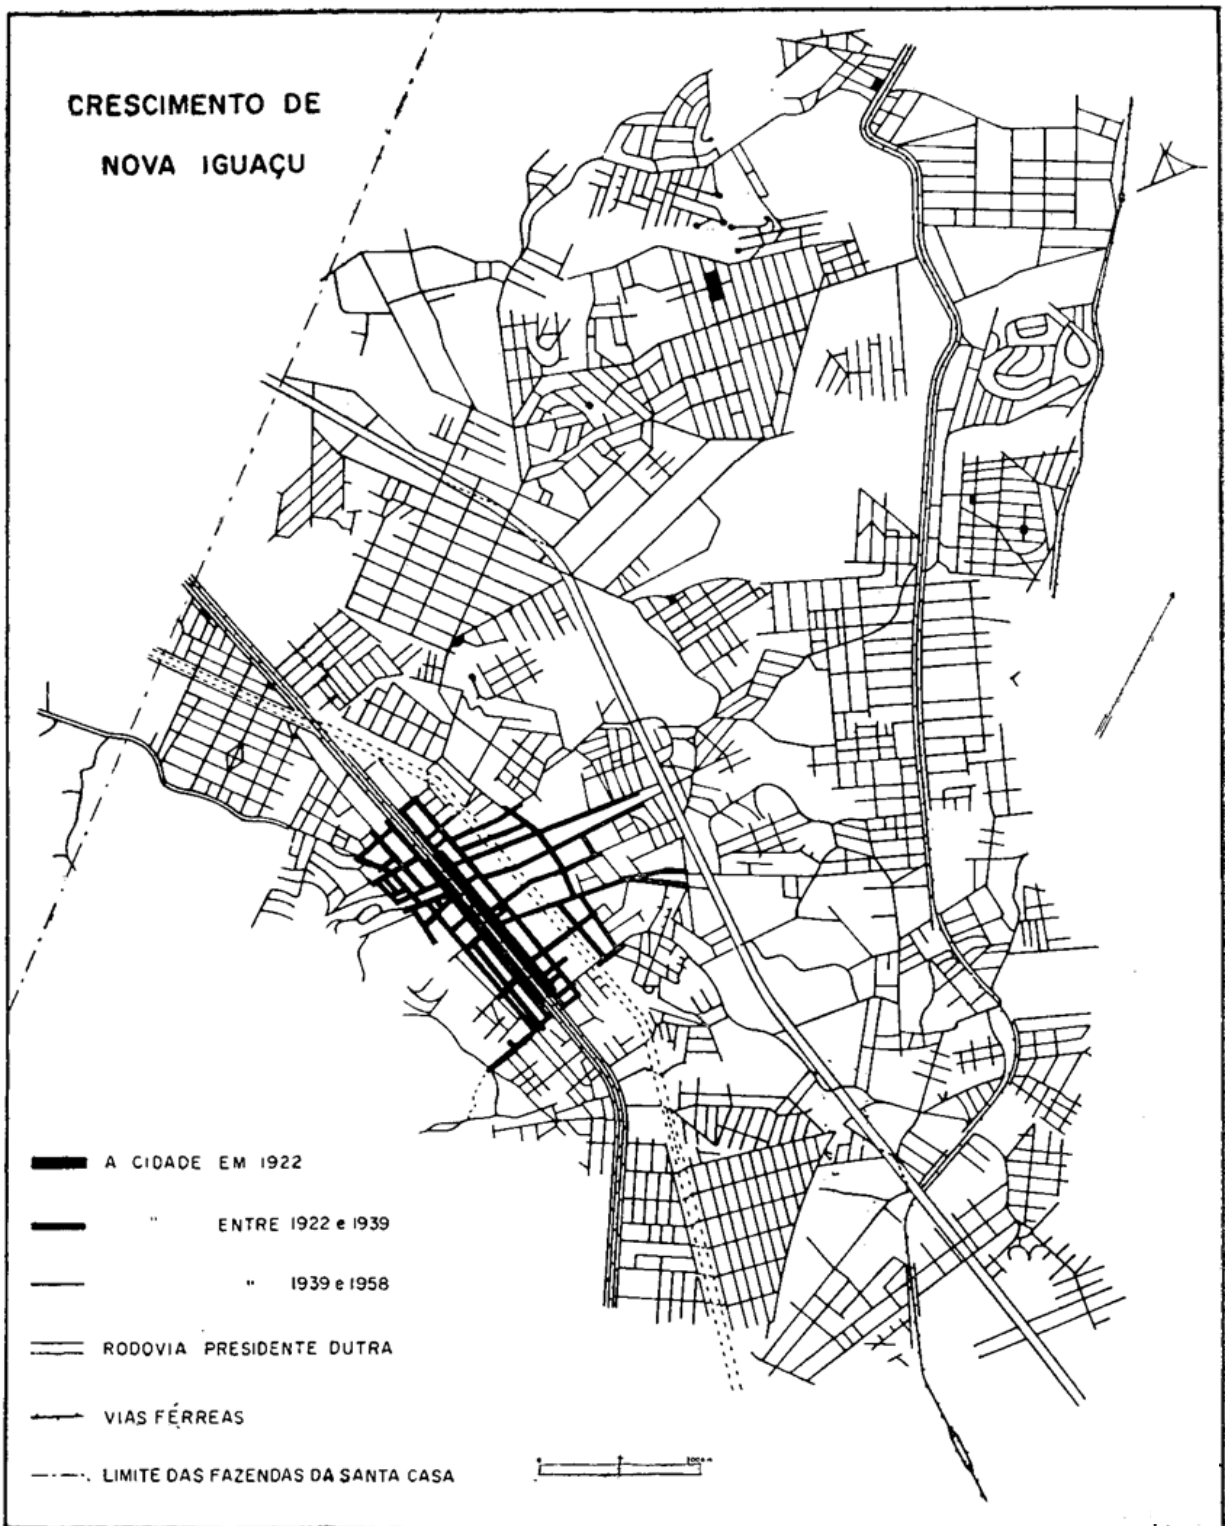 CRESCIMENTO DE
NOVA IGUAÇU
A CIDADE EM 1922
" ENTRE 1922 e 1939
" 1939 e 1958
RODOVIA PRESIDENTE DUTRA
VIAS FÉRREAS
LIMITE DAS FAZENDAS DA SANTA CASA